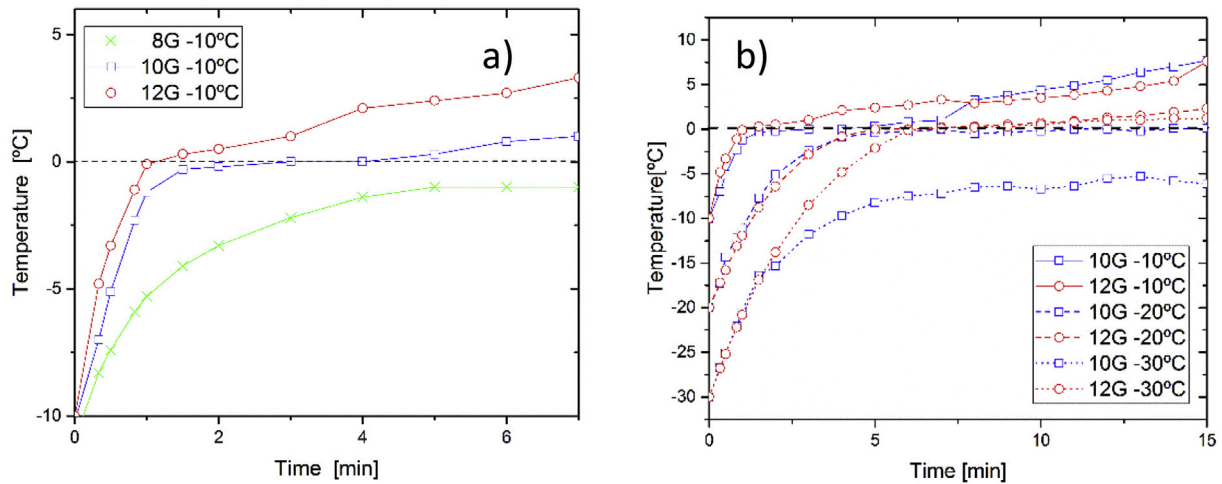 a)
8G -10ºC
10G -10ºC
12G -10ºC
5
0
-5
-10
0
2
4
6
Temperature [ºC]
Time [min]
b)
10
5
0
-5
-10
-15
-20
-25
-30
0
5
10
15
Temperature[ºC]
Time [min]
10G -10ºC
12G -10ºC
10G -20ºC
12G -20ºC
10G -30ºC
12G -30ºC